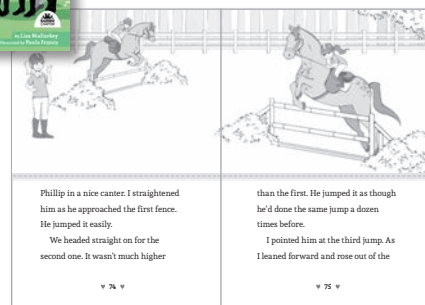 by Lisa Mullarkey
Illustrated by Paula Franco
Phillip in a nice canter. I straightened
him as he approached the first fence.
He jumped it easily.
We headed straight on for the
second one. It wasn't much higher
♥ 74 ♥
than the first. He jumped it as though
he'd done the same jump a dozen
times before.
I pointed him at the third jump. As
I leaned forward and rose out of the
♥ 75 ♥